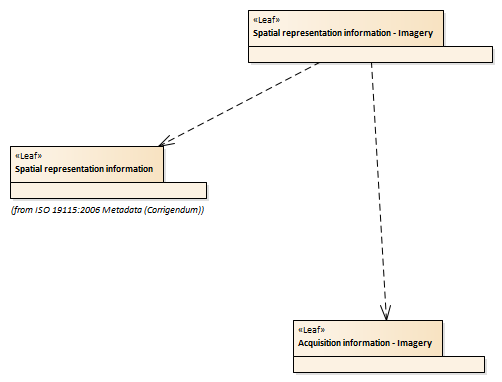 «Leaf»
Spatial representation information - Imagery
«Leaf»
Spatial representation information
(from ISO 19115:2006 Metadata (Corrigendum))
«Leaf»
Acquisition information - Imagery